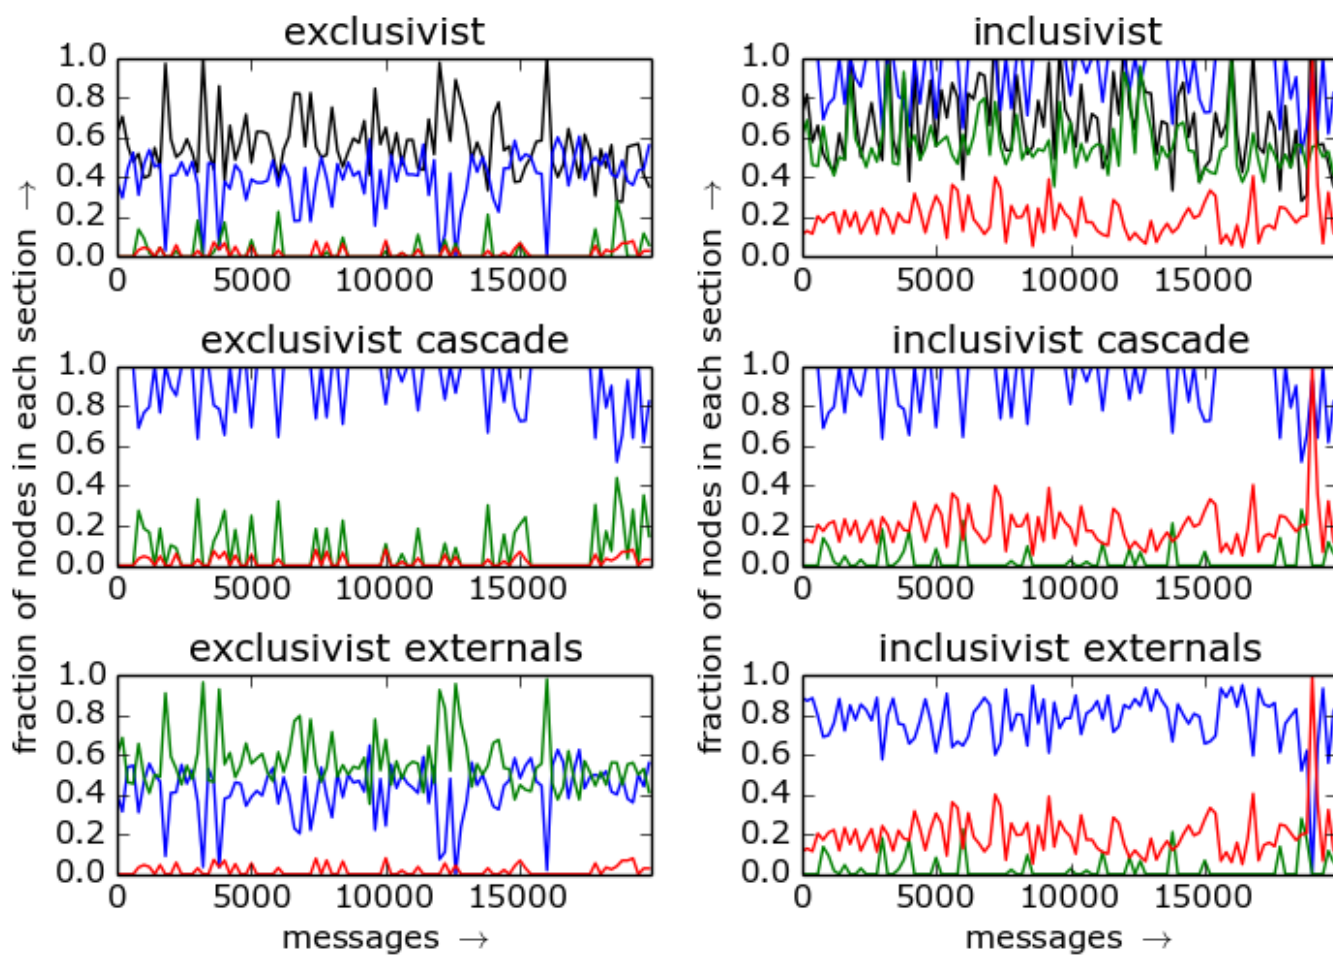 exclusivist
1.0
0.8
0.6
0.4
0.2
0.0
0 5000 10000 15000
inclusivist
1.0
0.8
0.6
0.4
0.2
0.0
0 5000 10000 15000
exclusivist cascade
1.0
0.8
0.6
0.4
0.2
0.0
0 5000 10000 15000
inclusivist cascade
1.0
0.8
0.6
0.4
0.2
0.0
0 5000 10000 15000
exclusivist externals
1.0
0.8
0.6
0.4
0.2
0.0
0 5000 10000 15000
inclusivist externals
1.0
0.8
0.6
0.4
0.2
0.0
0 5000 10000 15000
fraction of nodes in each section →
fraction of nodes in each section →
messages →
messages →